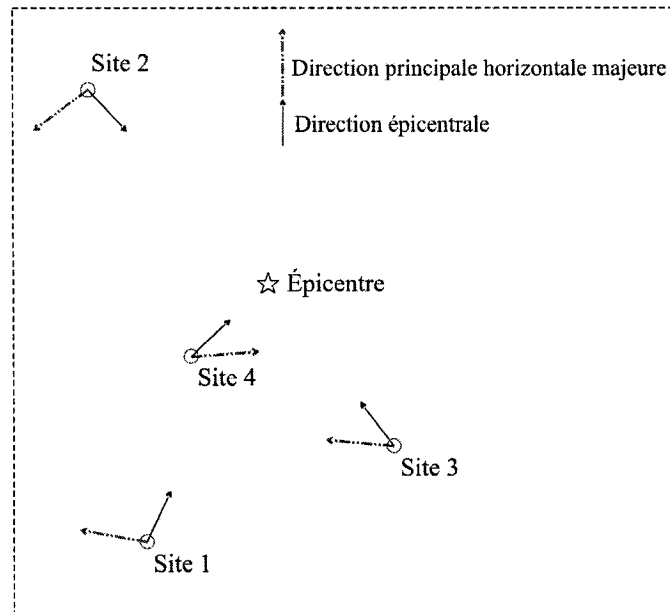 Site 2
Direction principale horizontale majeure
Direction épicentrale
Épicentre
Site 4
Site 3
Site 1